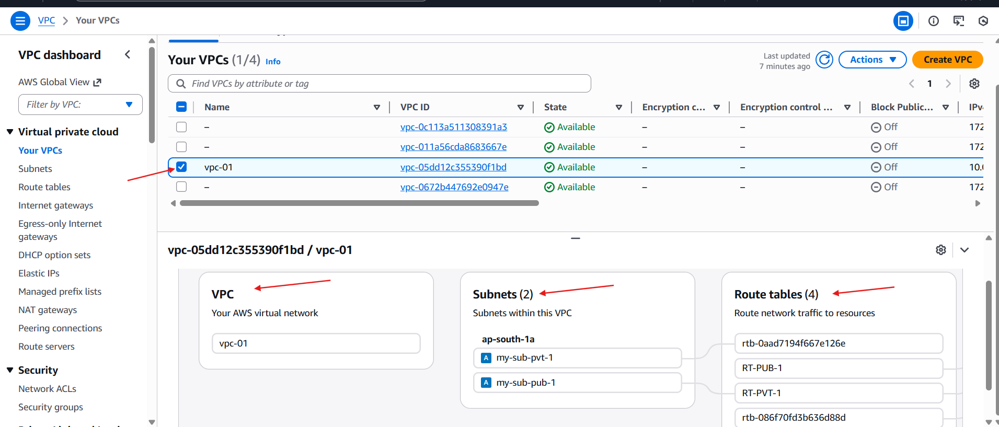 VPC > Your VPCs
VPC dashboard
AWS Global View
Filter by VPC:
Virtual private cloud
Your VPCs
Subnets
Route tables
Internet gateways
Egress-only Internet
gateways
DHCP option sets
Elastic IPs
Managed prefix lists
NAT gateways
Peering connections
Route servers
Security
Network ACLs
Security groups
Your VPCs (1/4) Info
Last updated
7 minutes ago
Actions
Create VPC
Find VPCs by attribute or tag
1
Name VPC ID State Encryption c... Encryption control ... Block Public...
– vpc-0c113a511308391a3 Available – – Off 172
– vpc-011a56cda8683667e Available – – Off 172
vpc-01 vpc-05dd12c355390f1bd Available – – Off 10.
– vpc-0672b447692e0947e Available – – Off 172
vpc-05dd12c355390f1bd / vpc-01
VPC
Your AWS virtual network
vpc-01
Subnets (2)
Subnets within this VPC
ap-south-1a
A my-sub-pvt-1
A my-sub-pub-1
Route tables (4)
Route network traffic to resources
rtb-0aad7194f667e126e
RT-PUB-1
RT-PVT-1
rtb-086f70fd3b636d88d